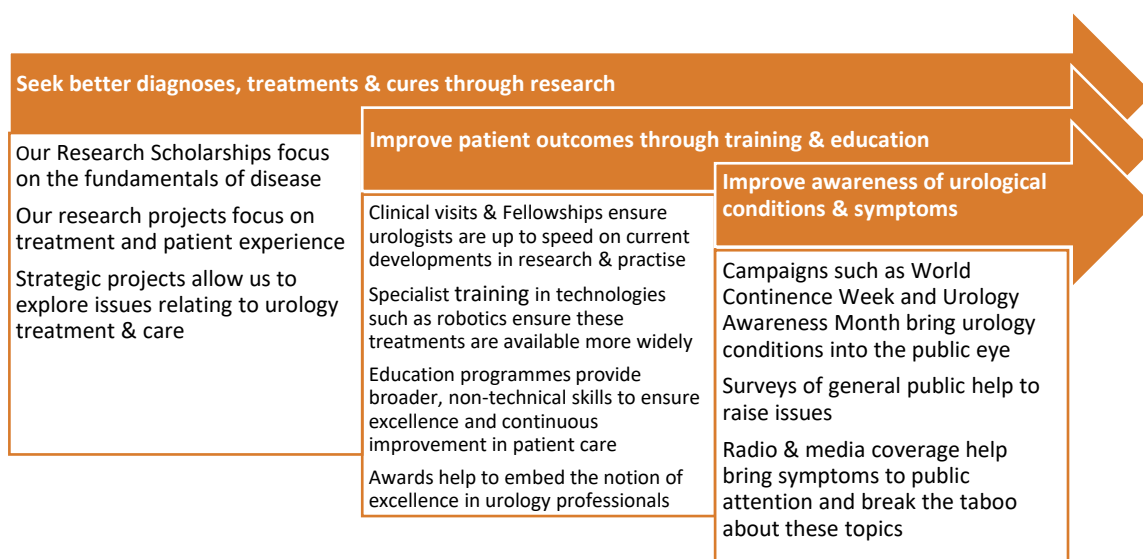 Seek better diagnoses, treatments & cures through research
Our Research Scholarships focus
on the fundamentals of disease
Our research projects focus on
treatment and patient experience
Strategic projects allow us to
explore issues relating to urology
treatment & care
Improve patient outcomes through training & education
Clinical visits & Fellowships ensure
urologists are up to speed on current
developments in research & practise
Specialist training in technologies
such as robotics ensure these
treatments are available more widely
Education programmes provide
broader, non-technical skills to ensure
excellence and continuous
improvement in patient care
Awards help to embed the notion of
excellence in urology professionals
Improve awareness of urological
conditions & symptoms
Campaigns such as World
Continence Week and Urology
Awareness Month bring urology
conditions into the public eye
Surveys of general public help to
raise issues
Radio & media coverage help
bring symptoms to public
attention and break the taboo
about these topics